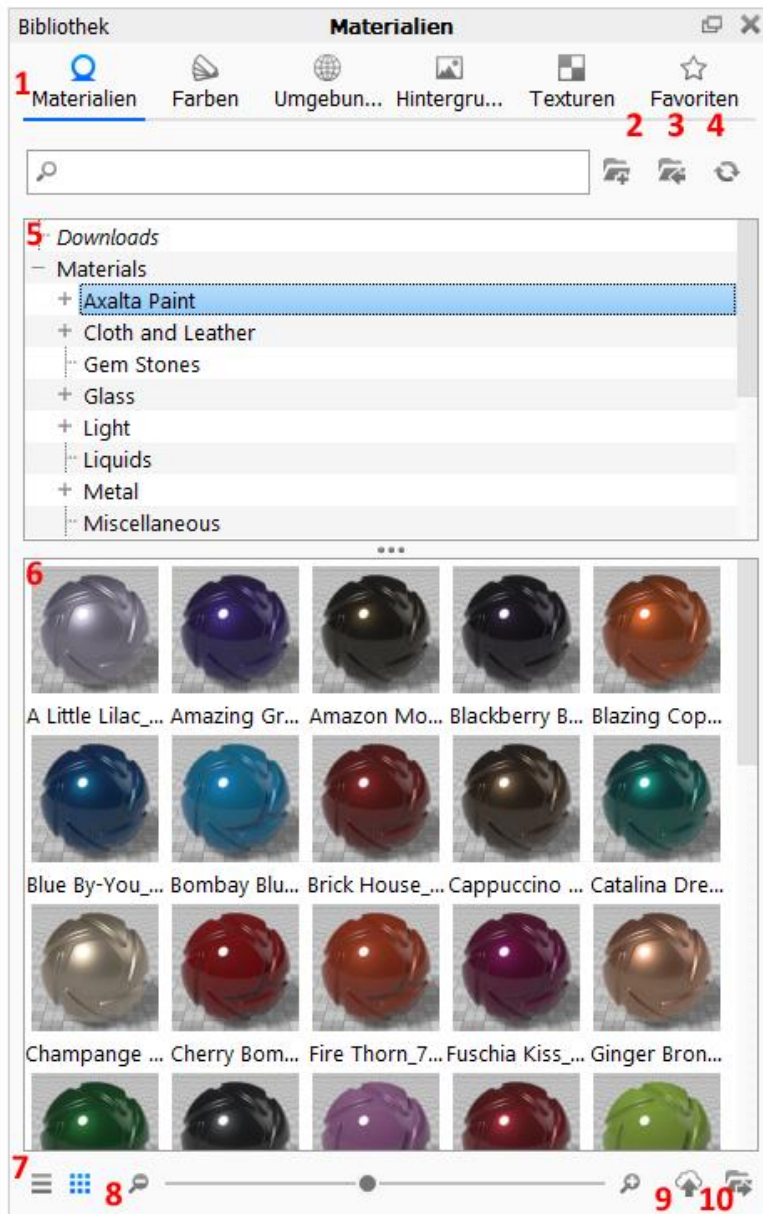 Bibliothek Materialien
1 Materialien Farben Umgebun... Hintergru... Texturen Favoriten
2 3 4
5 Downloads
Materials
Axalta Paint
Cloth and Leather
Gem Stones
Glass
Light
Liquids
Metal
Miscellaneous
6
A Little Lilac_... Amazing Gr... Amazon Mo... Blackberry B... Blazing Cop...
Blue By-You_... Bombay Blu... Brick House_... Cappuccino ... Catalina Dre...
Champange ... Cherry Bom... Fire Thorn_7... Fuschia Kiss_... Ginger Bron...
7 8 9 10